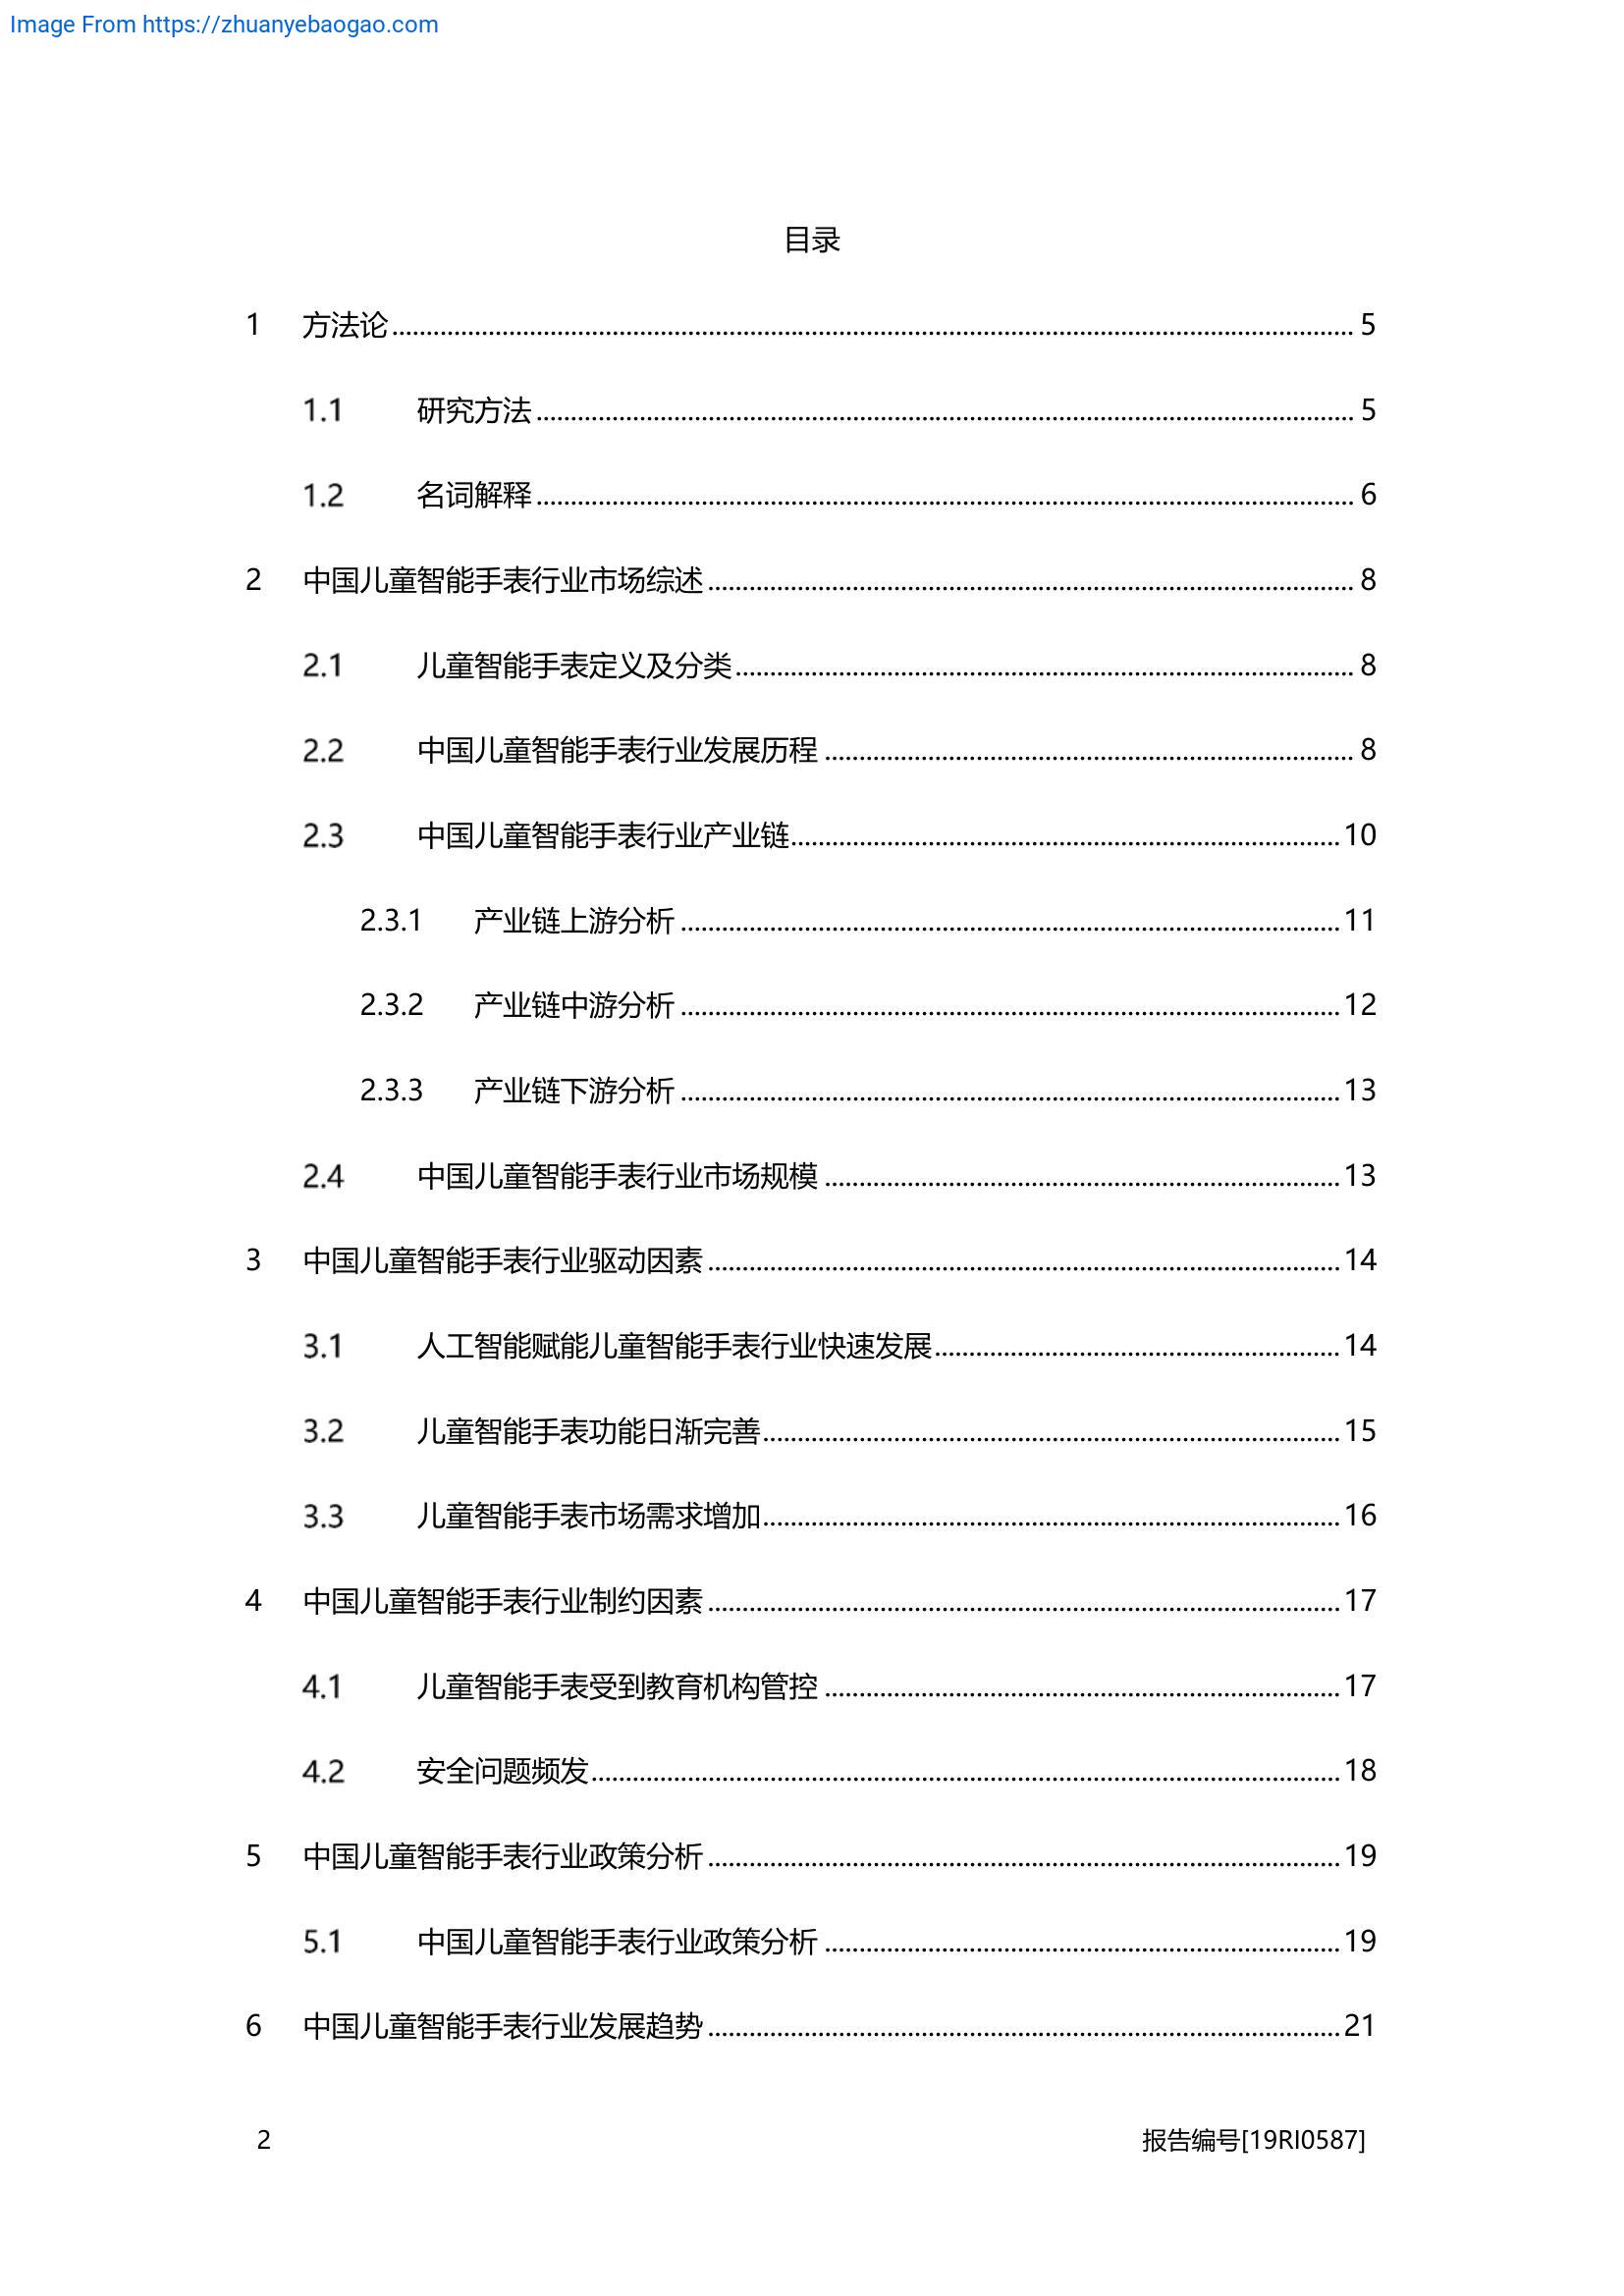 Image From https://zhuanyebaogao.com
目录
1 方法论 5
1.1 研究方法 5
1.2 名词解释 6
2 中国儿童智能手表行业市场综述 8
2.1 儿童智能手表定义及分类 8
2.2 中国儿童智能手表行业发展历程 8
2.3 中国儿童智能手表行业产业链 10
2.3.1 产业链上游分析 11
2.3.2 产业链中游分析 12
2.3.3 产业链下游分析 13
2.4 中国儿童智能手表行业市场规模 13
3 中国儿童智能手表行业驱动因素 14
3.1 人工智能赋能儿童智能手表行业快速发展 14
3.2 儿童智能手表功能日渐完善 15
3.3 儿童智能手表市场需求增加 16
4 中国儿童智能手表行业制约因素 17
4.1 儿童智能手表受到教育机构管控 17
4.2 安全问题频发 18
5 中国儿童智能手表行业政策分析 19
5.1 中国儿童智能手表行业政策分析 19
6 中国儿童智能手表行业发展趋势 21
2 报告编号[19RI0587]